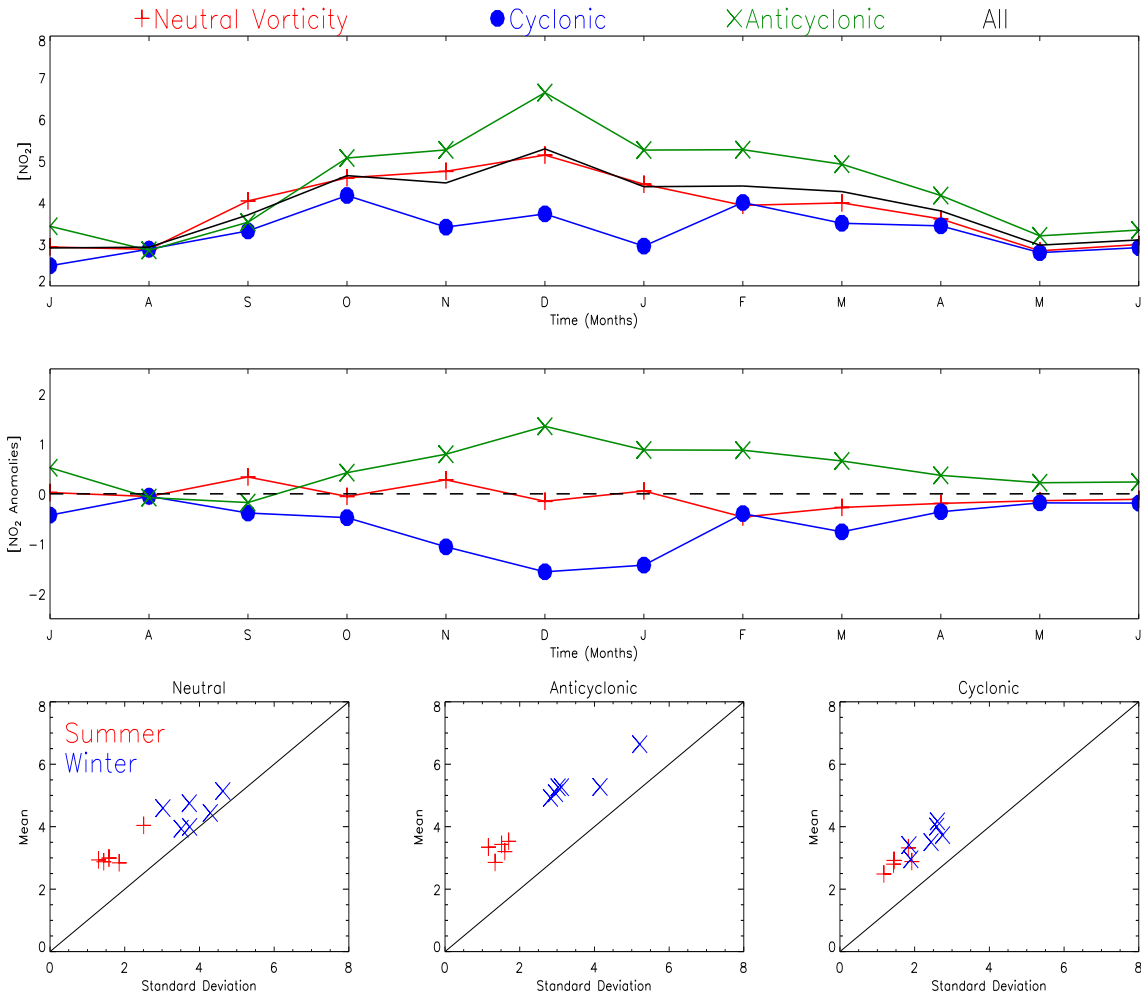 +Neutral Vorticity ●Cyclonic ×Anticyclonic All
8
7
6
5
4
3
2
[NO₂]
J A S O N D J F M A M J
Time (Months)
2
1
0
−1
−2
[NO₂ Anomalies]
J A S O N D J F M A M J
Time (Months)
Neutral
Summer
Winter
8
6
4
2
0
Mean
0 2 4 6 8
Standard Deviation
Anticyclonic
8
6
4
2
0
Mean
0 2 4 6 8
Standard Deviation
Cyclonic
8
6
4
2
0
Mean
0 2 4 6 8
Standard Deviation